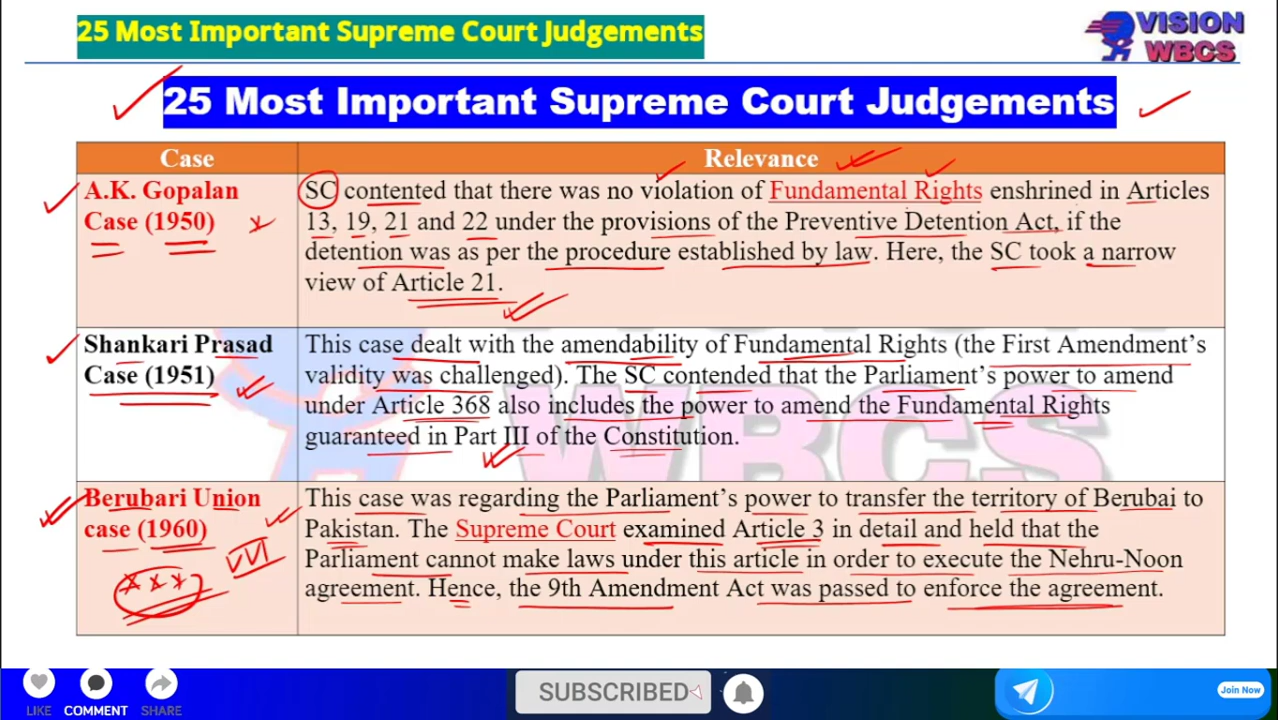 25 Most Important Supreme Court Judgements
VISION
WBCS
25 Most Important Supreme Court Judgements
Case
Relevance
A.K. Gopalan
Case (1950)
SC contented that there was no violation of Fundamental Rights enshrined in Articles
13, 19, 21 and 22 under the provisions of the Preventive Detention Act, if the
detention was as per the procedure established by law. Here, the SC took a narrow
view of Article 21.
Shankari Prasad
Case (1951)
This case dealt with the amendability of Fundamental Rights (the First Amendment's
validity was challenged). The SC contended that the Parliament's power to amend
under Article 368 also includes the power to amend the Fundamental Rights
guaranteed in Part III of the Constitution.
Berubari Union
case (1960)
This case was regarding the Parliament's power to transfer the territory of Berubai to
Pakistan. The Supreme Court examined Article 3 in detail and held that the
Parliament cannot make laws under this article in order to execute the Nehru-Noon
agreement. Hence, the 9th Amendment Act was passed to enforce the agreement.
WBCS
LIKE
COMMENT
SHARE
SUBSCRIBED
Join Now